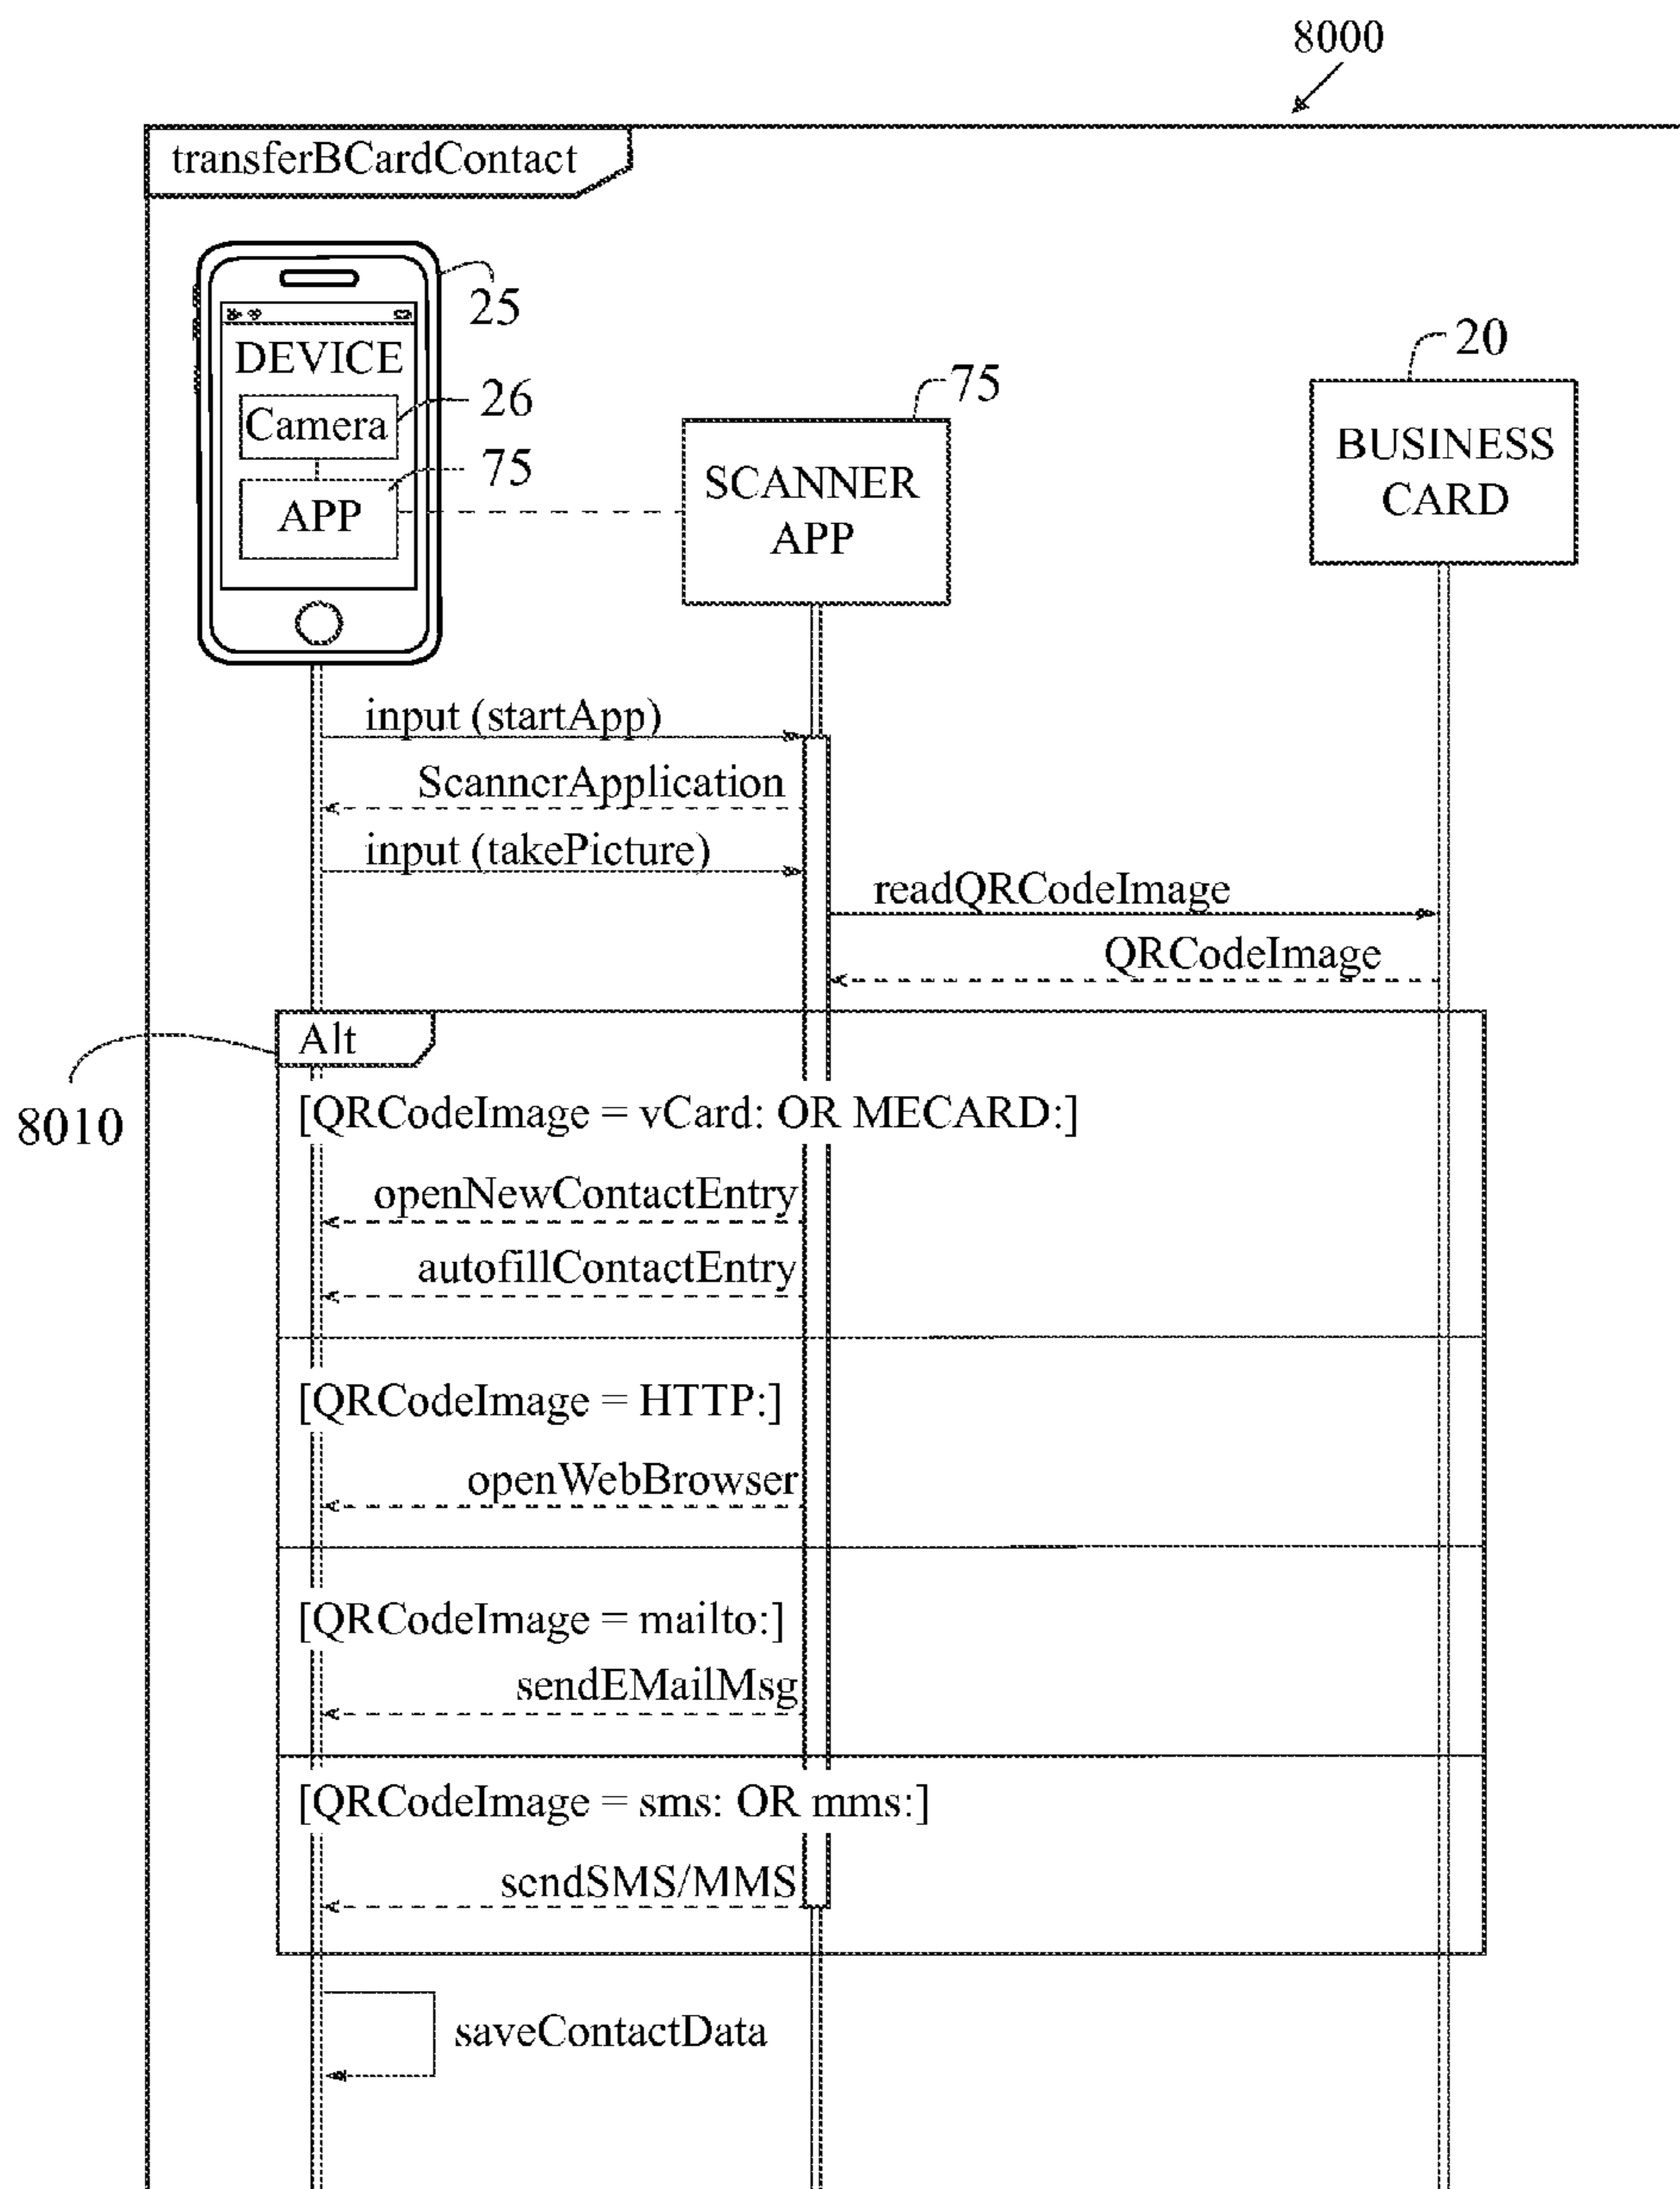 8000
transferBCardContact
25
DEVICE
Camera
26
75
APP
75
SCANNER
APP
20
BUSINESS
CARD
input (startApp)
ScannerApplication
input (takePicture)
readQRCodeImage
QRCodeImage
Alt
8010
[QRCodeImage = vCard: OR MECARD:]
openNewContactEntry
autofillContactEntry
[QRCodeImage = HTTP:]
openWebBrowser
[QRCodeImage = mailto:]
sendEMailMsg
[QRCodeImage = sms: OR mms:]
sendSMS/MMS
saveContactData